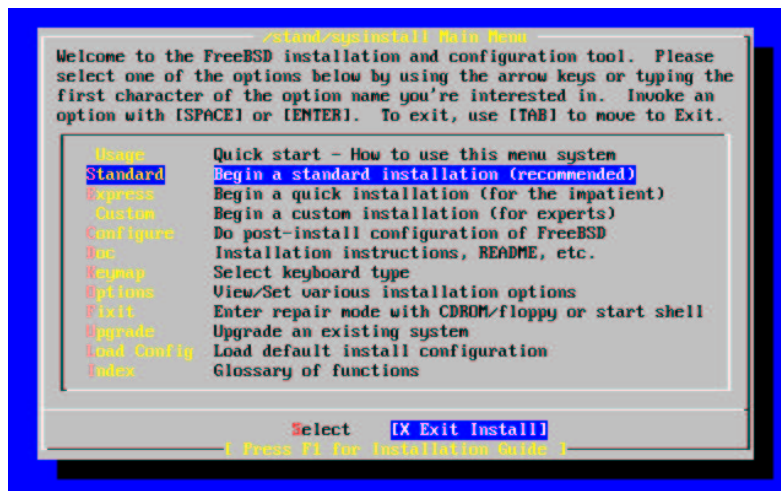 /stand/sysinstall Main Menu
Welcome to the FreeBSD installation and configuration tool.  Please
select one of the options below by using the arrow keys or typing the
first character of the option name you're interested in.  Invoke an
option with [SPACE] or [ENTER].  To exit, use [TAB] to move to Exit.
Usage Quick start - How to use this menu system
Standard Begin a standard installation (recommended)
Express Begin a quick installation (for the impatient)
Custom Begin a custom installation (for experts)
Configure Do post-install configuration of FreeBSD
Doc Installation instructions, README, etc.
Keymap Select keyboard type
Options View/Set various installation options
Fixit Enter repair mode with CDROM/floppy or start shell
Upgrade Upgrade an existing system
Load Config Load default install configuration
Index Glossary of functions
Select [X Exit Install]
[ Press F1 for Installation Guide ]